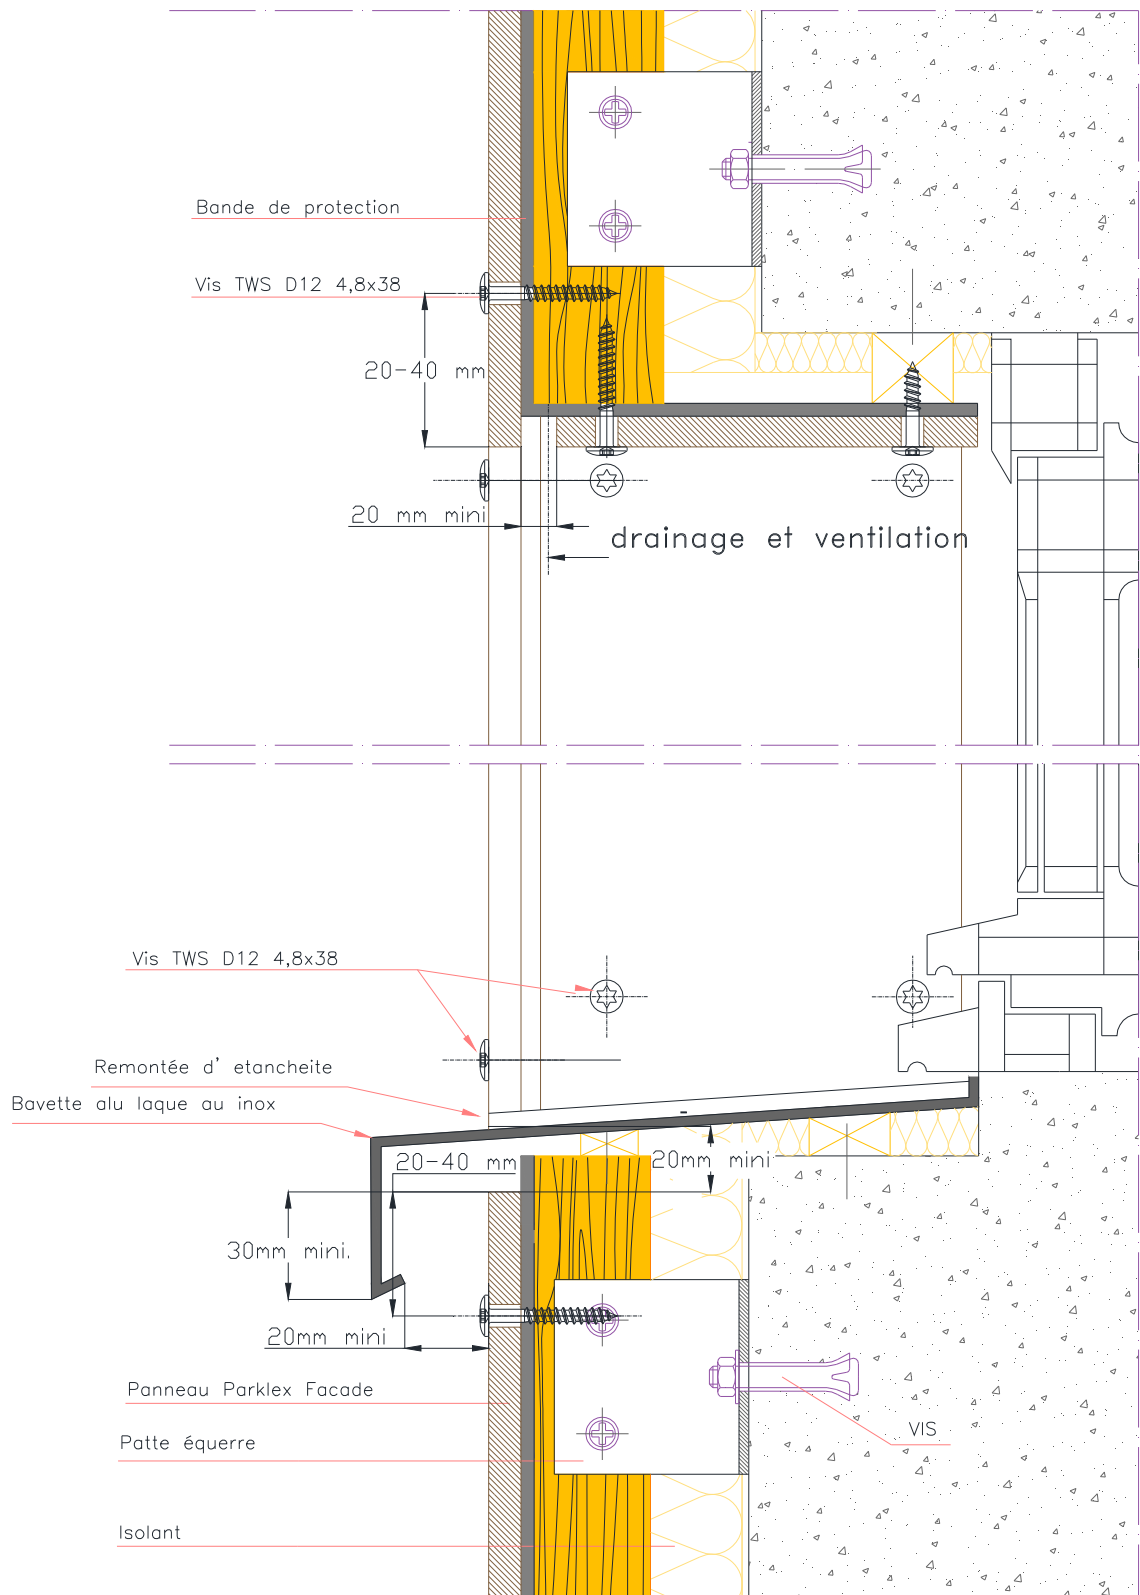 Bande de protection
Vis TWS D12 4,8x38
20-40 mm
20 mm mini
drainage et ventilation
Vis TWS D12 4,8x38
Remontée d' etancheite
Bavette alu laque au inox
20-40 mm
20mm mini
30mm mini.
20mm mini
Panneau Parklex Facade
VIS
Patte équerre
Isolant